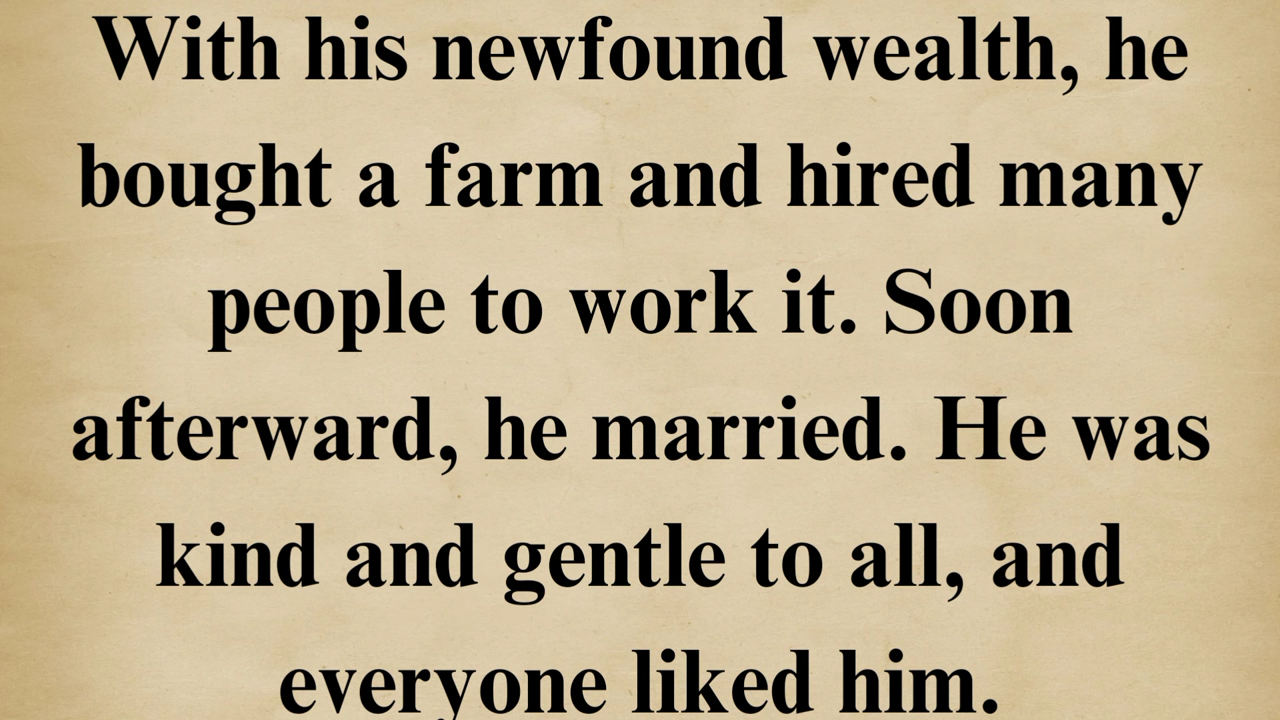 With his newfound wealth, he
bought a farm and hired many
people to work it. Soon
afterward, he married. He was
kind and gentle to all, and
everyone liked him.